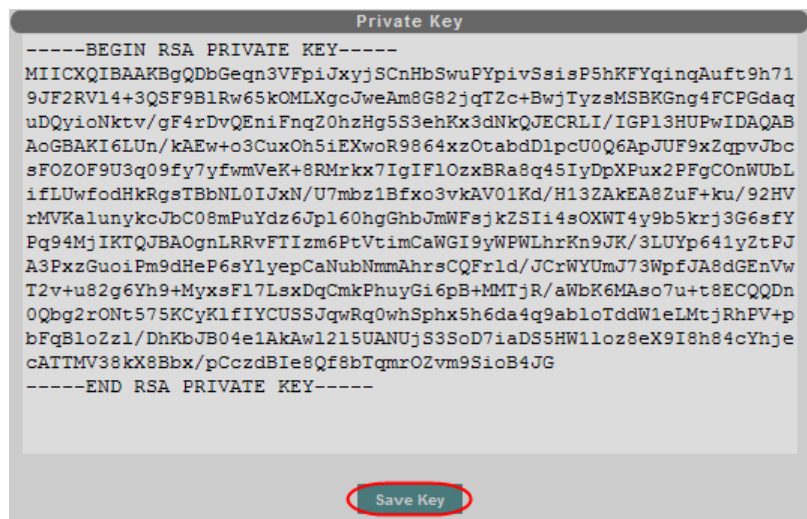 Private Key
-----BEGIN RSA PRIVATE KEY-----
MIICXQIBAAKBgQDbGeqn3VFpiJxyjSCnHbSwuPYpivSsisP5hKFYqinqAuft9h71
9JF2RVl4+3QSF9BlRw65kOMLXgcJweAm8G82jqTZc+BwjTyzsMSBKGng4FCPGdaq
uDQyioNktv/gF4rDvQEniFnqZ0hzHg5S3ehKx3dNkQJECRLI/IGPl3HUPwIDAQAB
AoGBAKI6LUn/kAEw+o3CuxOh5iEXwoR9864xzOtabdDlpcU0Q6ApJUF9xZqpvJbc
sFOZOF9U3q09fy7yfwmVeK+8RMrkx7IgIFlOzxBRa8q45IyDpXPux2PFgCOnWUbL
ifLUwfodHkRgsTBbNL0IJxN/U7mbz1Bfxo3vkAV01Kd/H13ZAkEA8ZuF+ku/92HV
rMVKalunykcJbC08mPuYdz6Jpl60hgGhbJmWFsjkZSIi4sOXWT4y9b5krj3G6sfY
Pq94MjIKTQJBAOgnLRRvFTIzm6PtVtimCaWGI9yWPWLhrKn9JK/3LUYp641yZtPJ
A3PxzGuoiPm9dHeP6sYlyepCaNubNmmAhrsCQFrld/JCrWYUmJ73WpfJA8dGEnVw
T2v+u82g6Yh9+MyxsFl7LsxDqCmkPhuyGi6pB+MMTjR/aWbK6MAso7u+t8ECQQDn
0Qbg2rONt575KCyKlfIYCUSSJqwRq0whSphx5h6da4q9abloTddW1eLMtjRhPV+p
bFqBloZzl/DhKbJB04e1AkAwl2l5UANUjS3SoD7iaDS5HW1loz8eX9I8h84cYhje
cATTMV38kX8Bbx/pCczdBIe8Qf8bTqmrOZvm9SioB4JG
-----END RSA PRIVATE KEY-----
Save Key